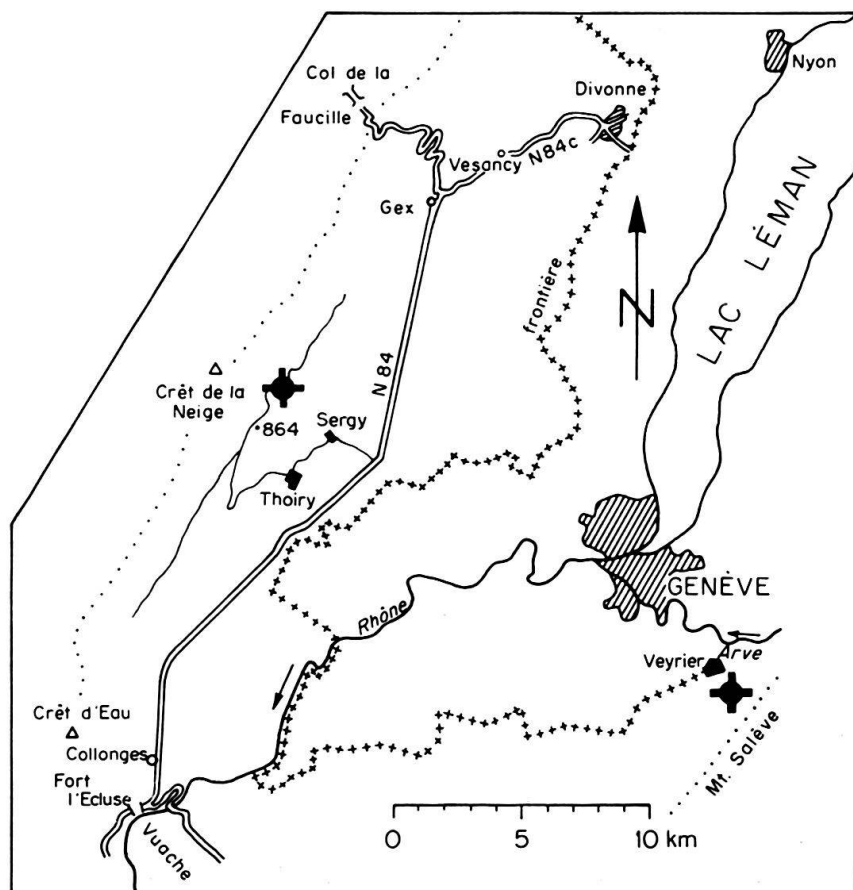 Col de la
Faucille
Divonne
Nyon
Vesancy
N84c
Gex
LAC LÉMAN
frontière
N
N 84
Crêt de la
Neige
864
Sergy
Thoiry
GENÈVE
Rhône
Veyrier
Arve
Mt. Salève
Crêt d'Eau
Collonges
Fort
l'Ecluse
Vuache
0 5 10 km